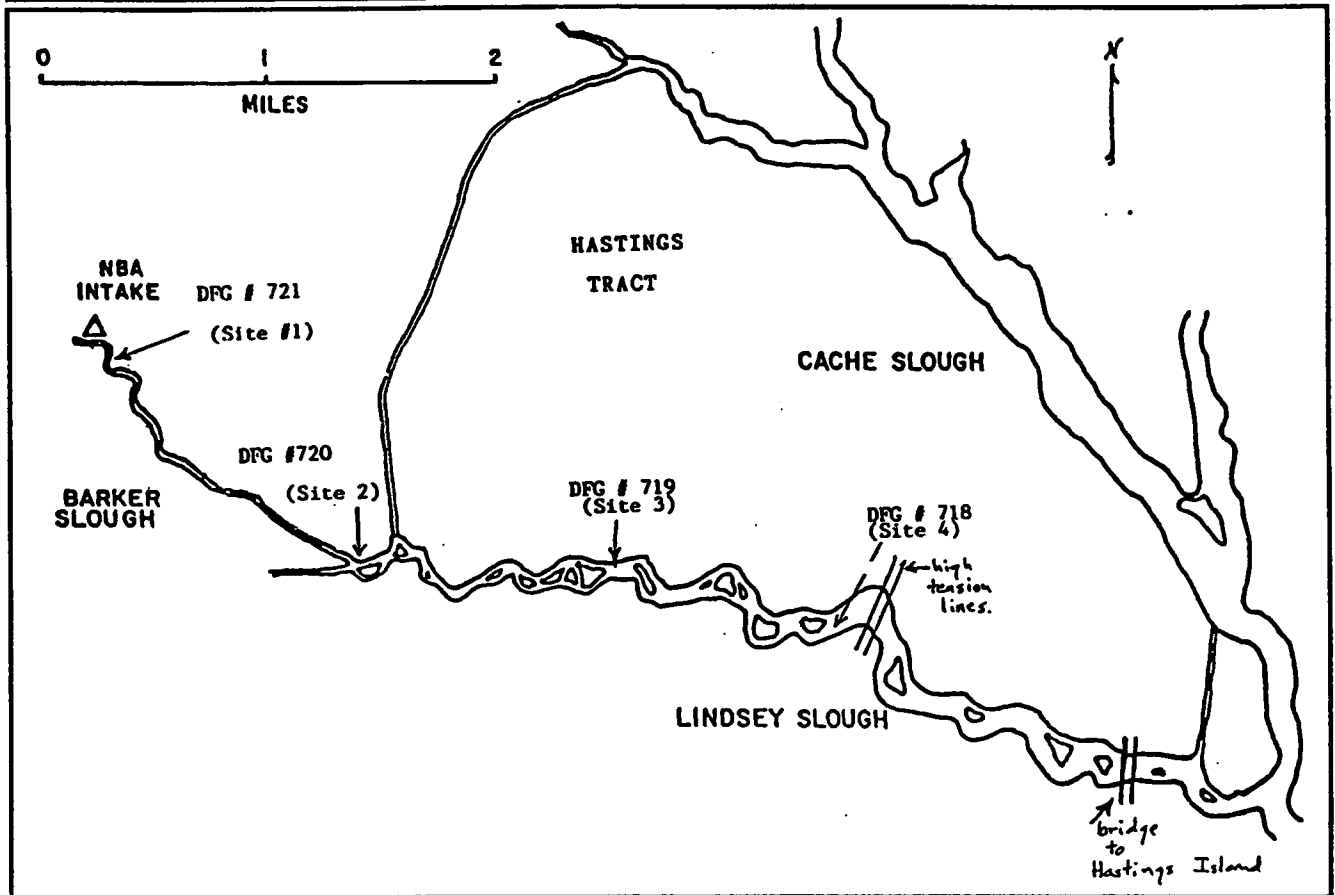 0 1 2
MILES
N
HASTINGS
TRACT
NBA
INTAKE
DFG # 721
(Site #1)
CACHE SLOUGH
DFG #720
(Site 2)
BARKER
SLOUGH
DFG # 719
(Site 3)
DFG # 718
(Site 4)
high
tension
lines.
LINDSEY SLOUGH
bridge
to
Hastings Island